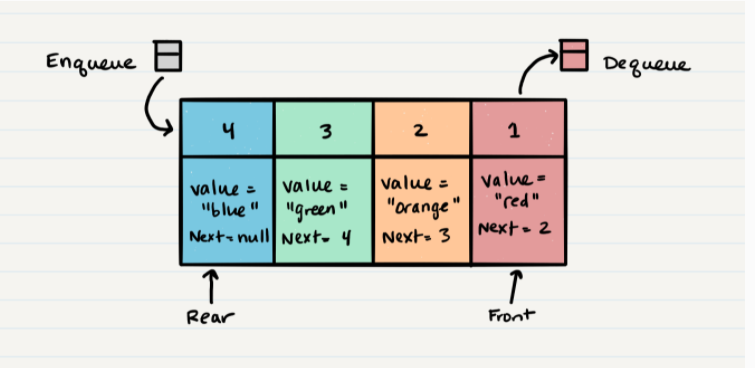 Enqueue
Dequeue
4
3
2
1
value =
"blue"
Next=null
value =
"green"
Next= 4
value =
"orange"
Next= 3
value =
"red"
Next= 2
Rear
Front